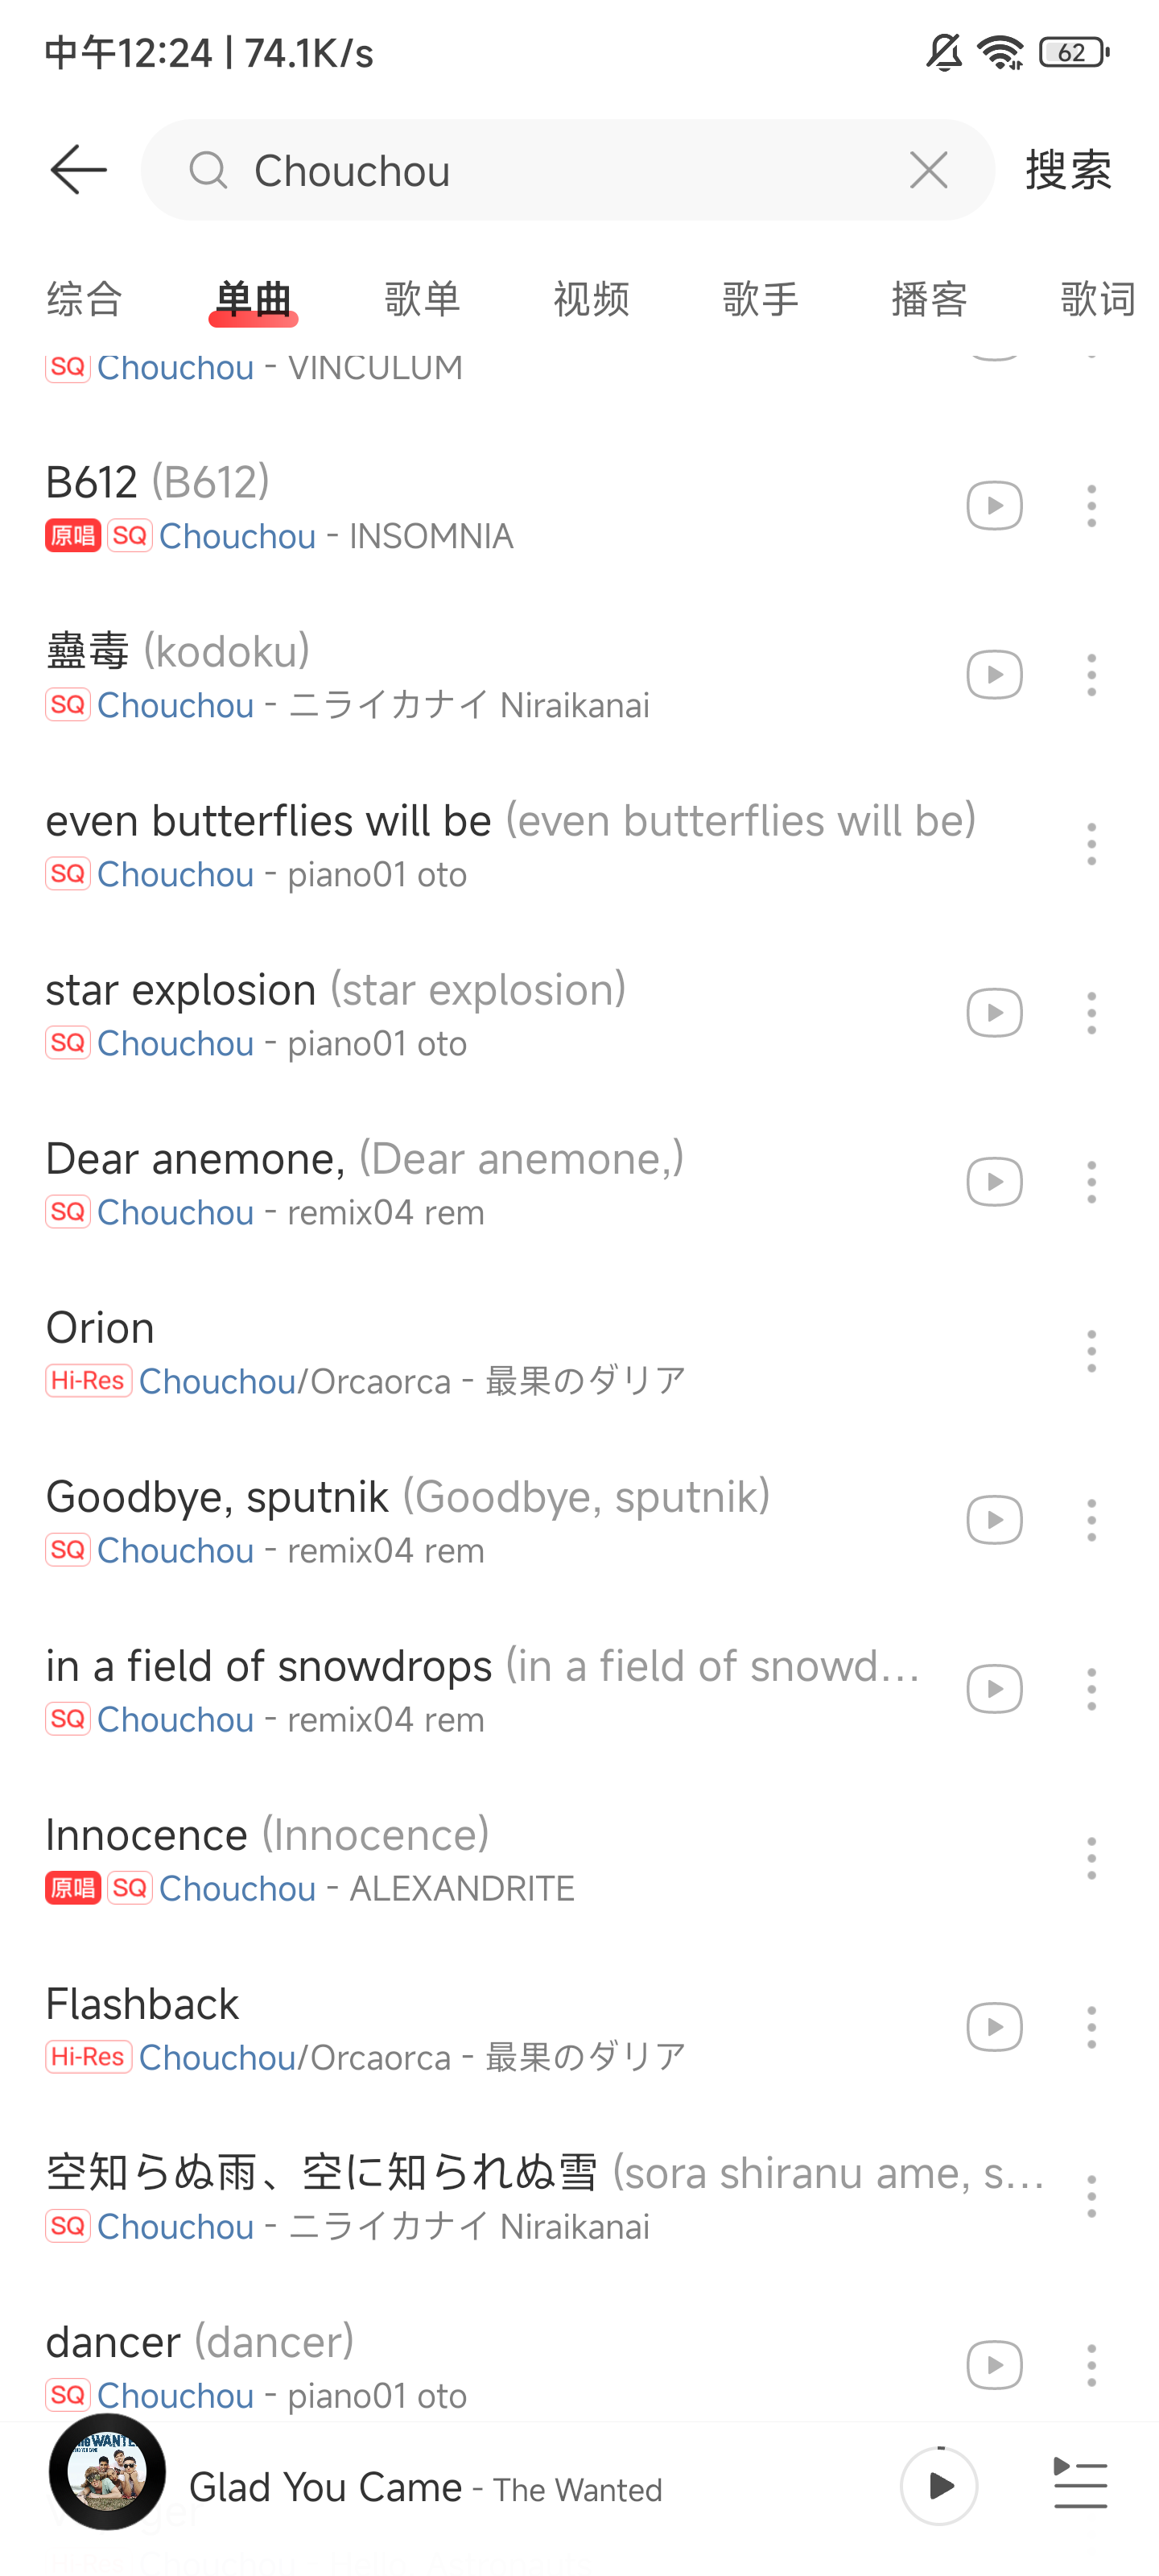 中午12:24 | 74.1K/s
62
Chouchou
搜索
综合 单曲 歌单 视频 歌手 播客 歌词
SQ Chouchou - VINCULUM
B612 (B612)
原唱 SQ Chouchou - INSOMNIA
蠱毒 (kodoku)
SQ Chouchou - ニライカナイ Niraikanai
even butterflies will be (even butterflies will be)
SQ Chouchou - piano01 oto
star explosion (star explosion)
SQ Chouchou - piano01 oto
Dear anemone, (Dear anemone,)
SQ Chouchou - remix04 rem
Orion
Hi-Res Chouchou/Orcaorca - 最果のダリア
Goodbye, sputnik (Goodbye, sputnik)
SQ Chouchou - remix04 rem
in a field of snowdrops (in a field of snowd...
SQ Chouchou - remix04 rem
Innocence (Innocence)
原唱 SQ Chouchou - ALEXANDRITE
Flashback
Hi-Res Chouchou/Orcaorca - 最果のダリア
空知らぬ雨、空に知られぬ雪 (sora shiranu ame, s...
SQ Chouchou - ニライカナイ Niraikanai
dancer (dancer)
SQ Chouchou - piano01 oto
Glad You Came - The Wanted